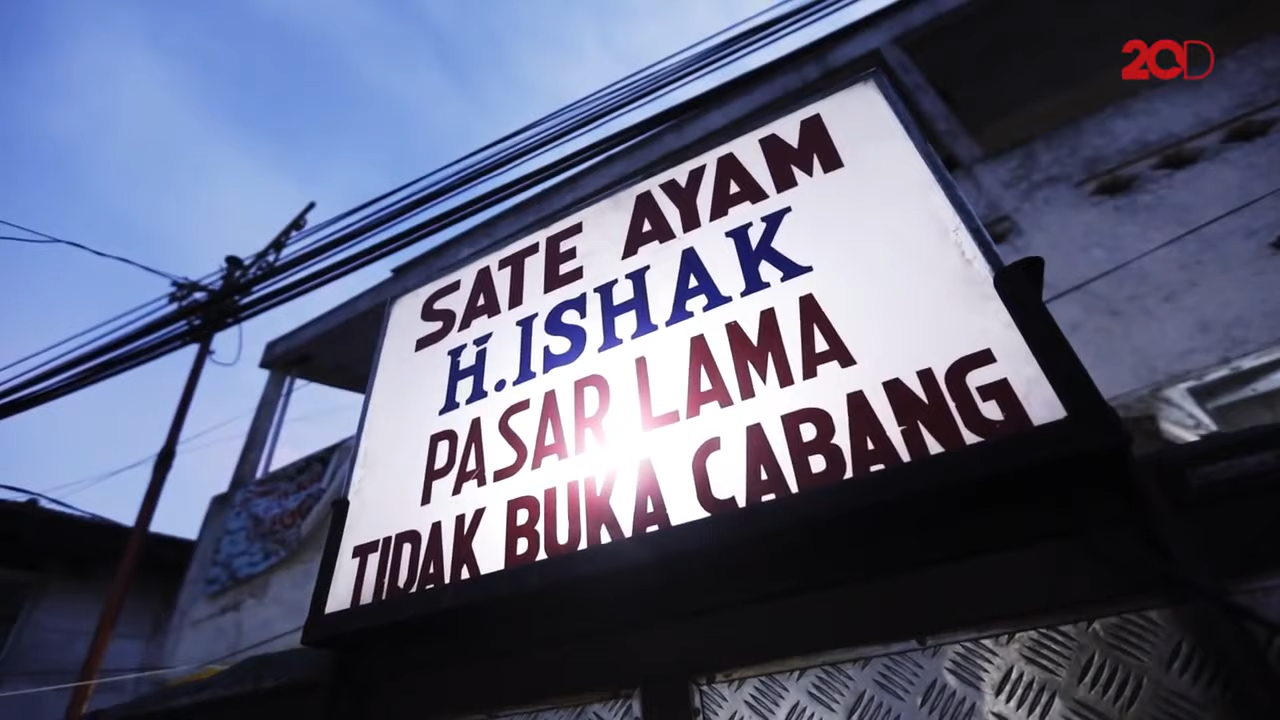 20D
SATE AYAM
H. ISHAK
PASAR LAMA
TIDAK BUKA CABANG